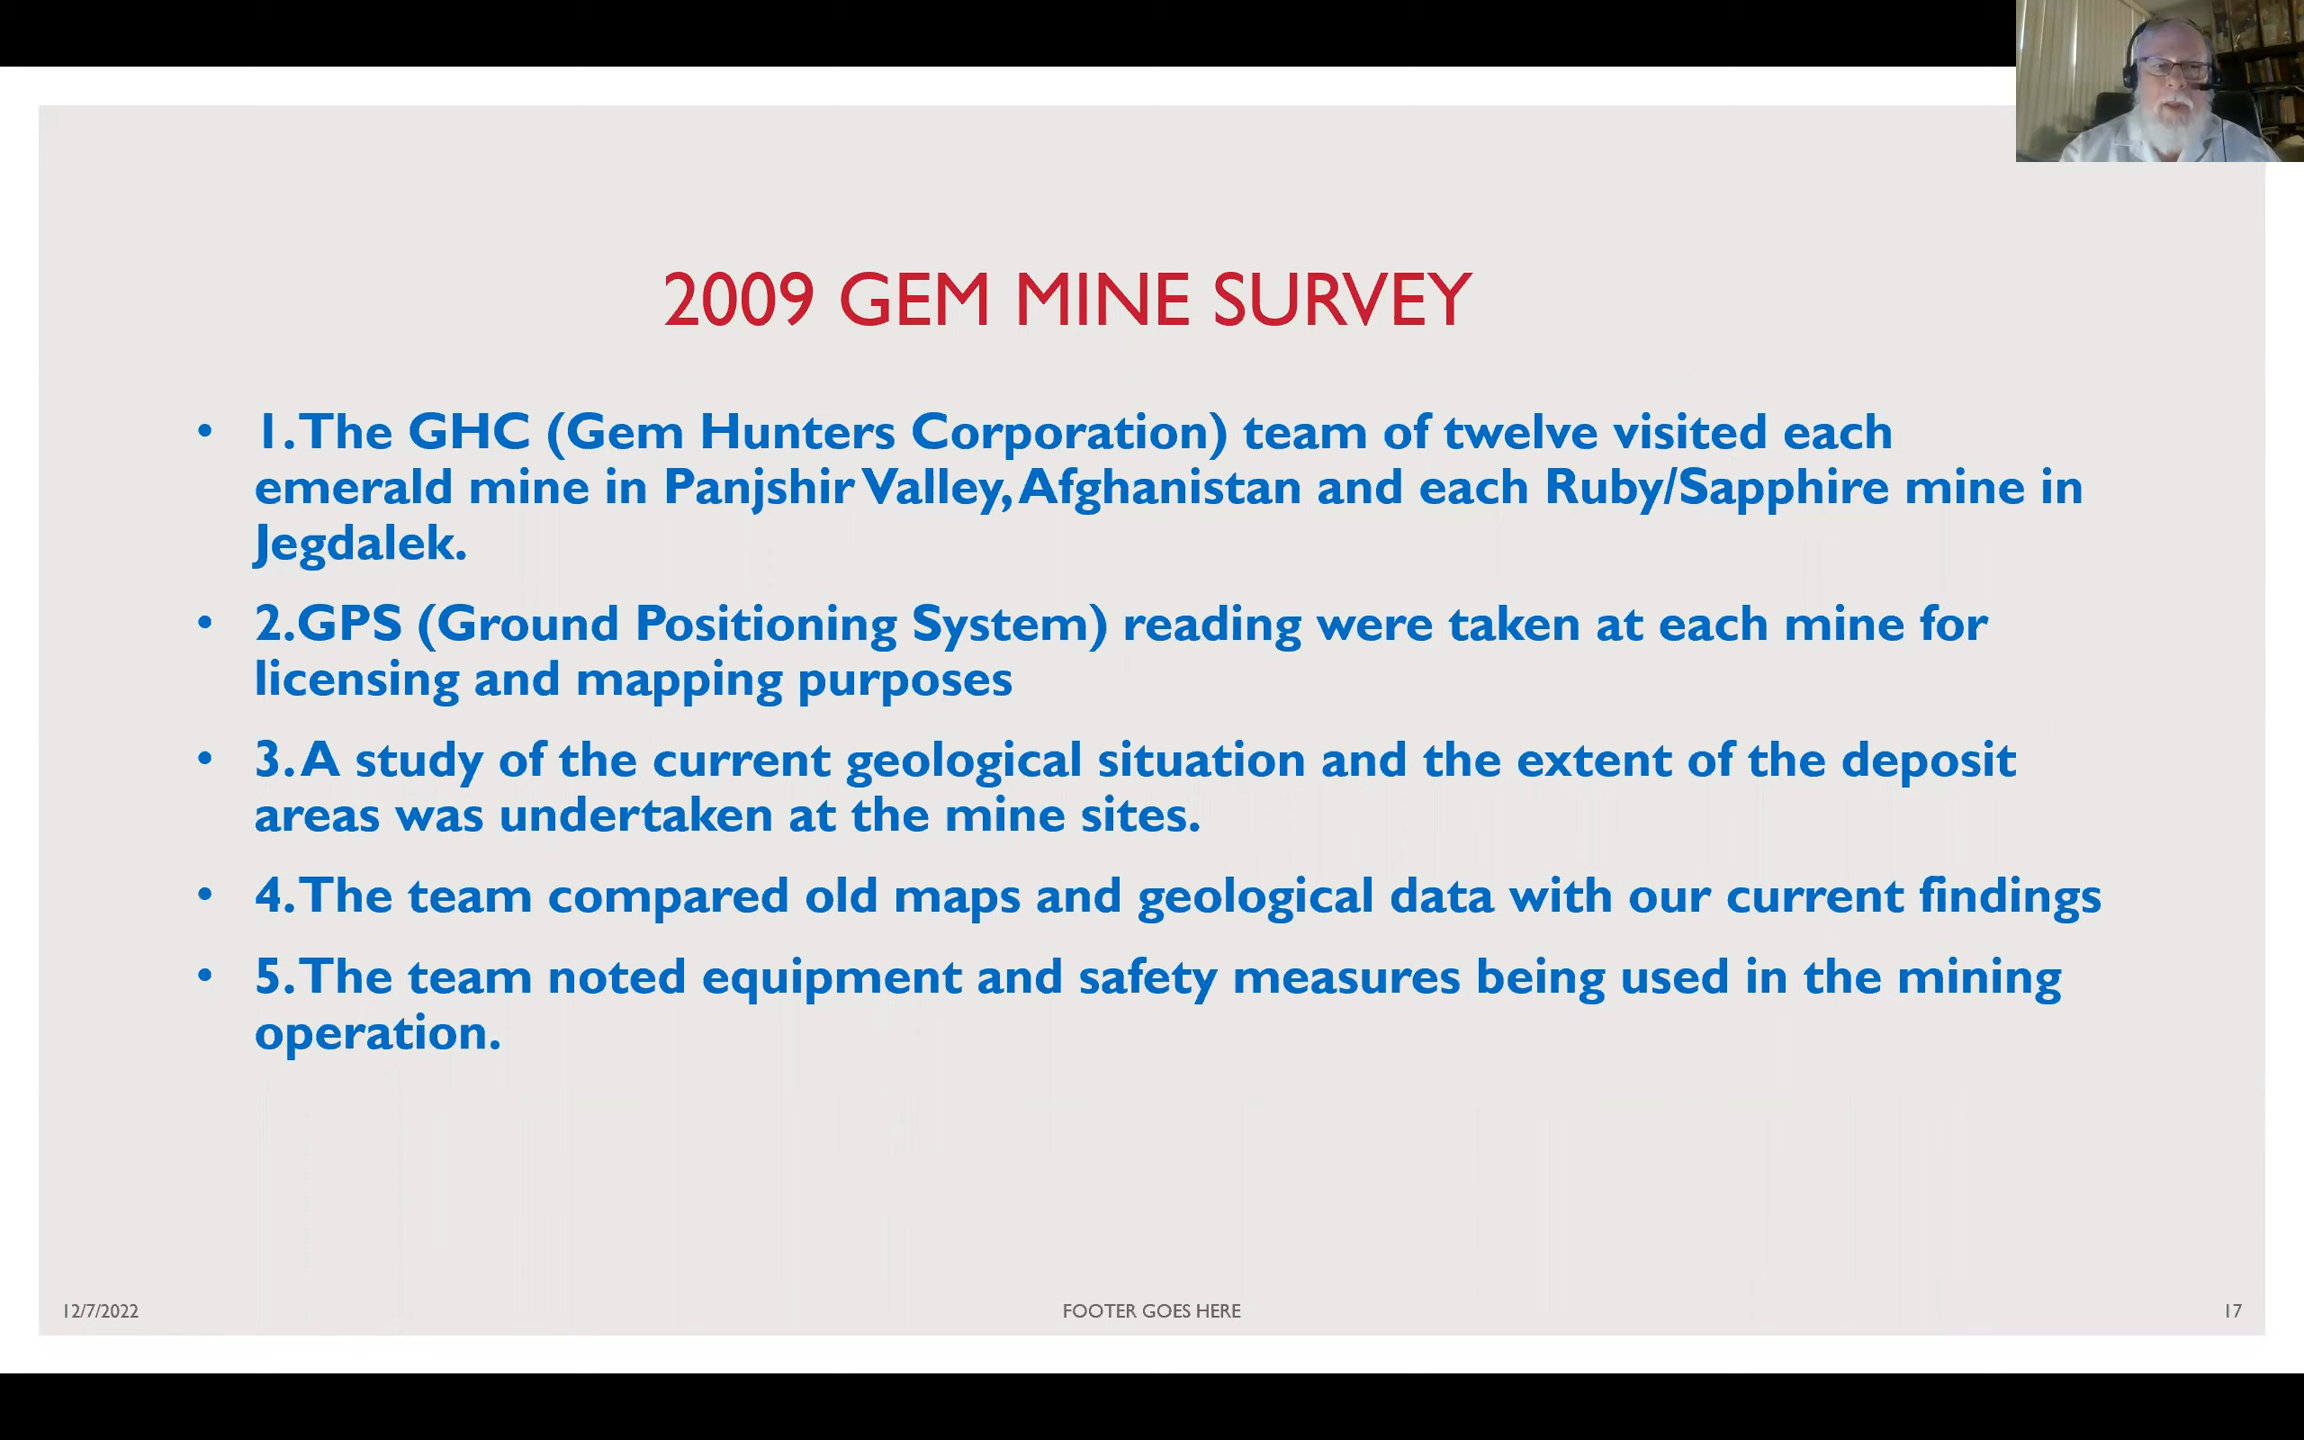 2009 GEM MINE SURVEY
• 1. The GHC (Gem Hunters Corporation) team of twelve visited each
emerald mine in Panjshir Valley, Afghanistan and each Ruby/Sapphire mine in
Jegdalek.
• 2. GPS (Ground Positioning System) reading were taken at each mine for
licensing and mapping purposes
• 3. A study of the current geological situation and the extent of the deposit
areas was undertaken at the mine sites.
• 4. The team compared old maps and geological data with our current findings
• 5. The team noted equipment and safety measures being used in the mining
operation.
12/7/2022
FOOTER GOES HERE
17